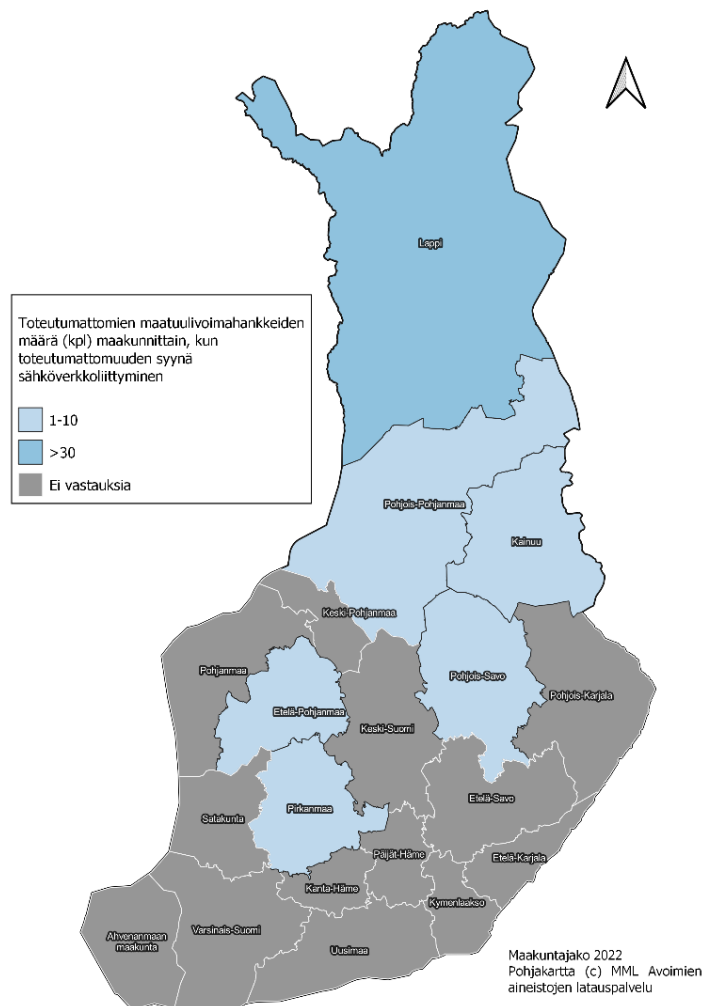 Lappi
Toteutumattomien maatuulivoimahankkeiden
määrä (kpl) maakunnittain, kun
toteutumattomuuden syynä
sähköverkkoliittyminen
1-10
>30
Ei vastauksia
Pohjois-Pohjanmaa
Kainuu
Keski-Pohjanmaa
Pohjanmaa
Pohjois-Savo
Pohjois-Karjala
Etelä-Pohjanmaa
Keski-Suomi
Etelä-Savo
Pirkanmaa
Satakunta
Päijät-Häme
Etelä-Karjala
Kanta-Häme
Kymenlaakso
Varsinais-Suomi
Ahvenanmaan
maakunta
Uusimaa
Maakuntajako 2022
Pohjakartta (c) MML Avoimien
aineistojen latauspalvelu